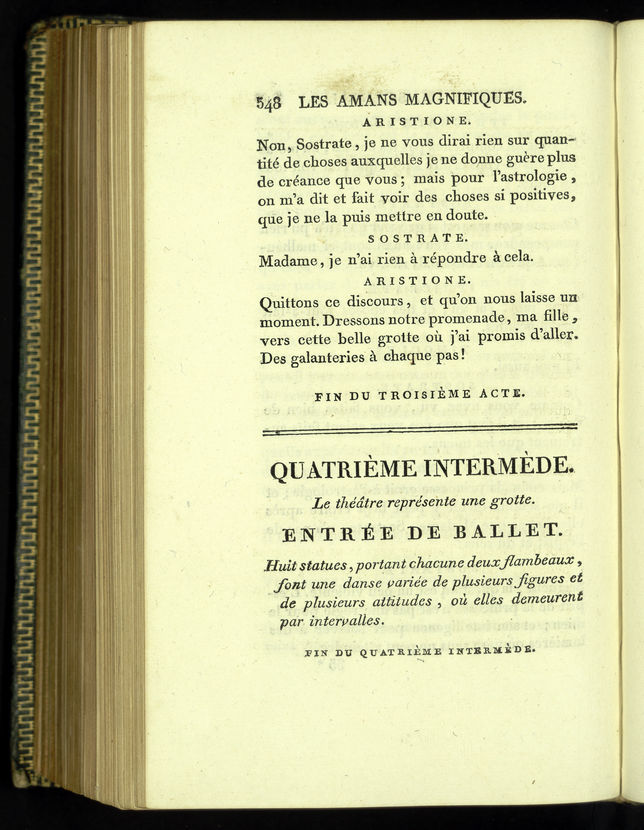 548 LES AMANS MAGNIFIQUES.
ARISTIONE.
Non, Sostrate, je ne vous dirai rien sur quan-
tité de choses auxquelles je ne donne guère plus
de créance que vous ; mais pour l'astrologie,
on m'a dit et fait voir des choses si positives,
que je ne la puis mettre en doute.
SOSTRATE.
Madame, je n'ai rien à répondre à cela.
ARISTIONE.
Quittons ce discours, et qu'on nous laisse un
moment. Dressons notre promenade, ma fille,
vers cette belle grotte où j'ai promis d'aller.
Des galanteries à chaque pas!
FIN DU TROISIÈME ACTE.
QUATRIÈME INTERMÈDE.
Le théâtre représente une grotte.
ENTRÉE DE BALLET.
Huit statues, portant chacune deux flambeaux,
font une danse variée de plusieurs figures et
de plusieurs attitudes, où elles demeurent
par intervalles.
FIN DU QUATRIÈME INTERMÈDE.